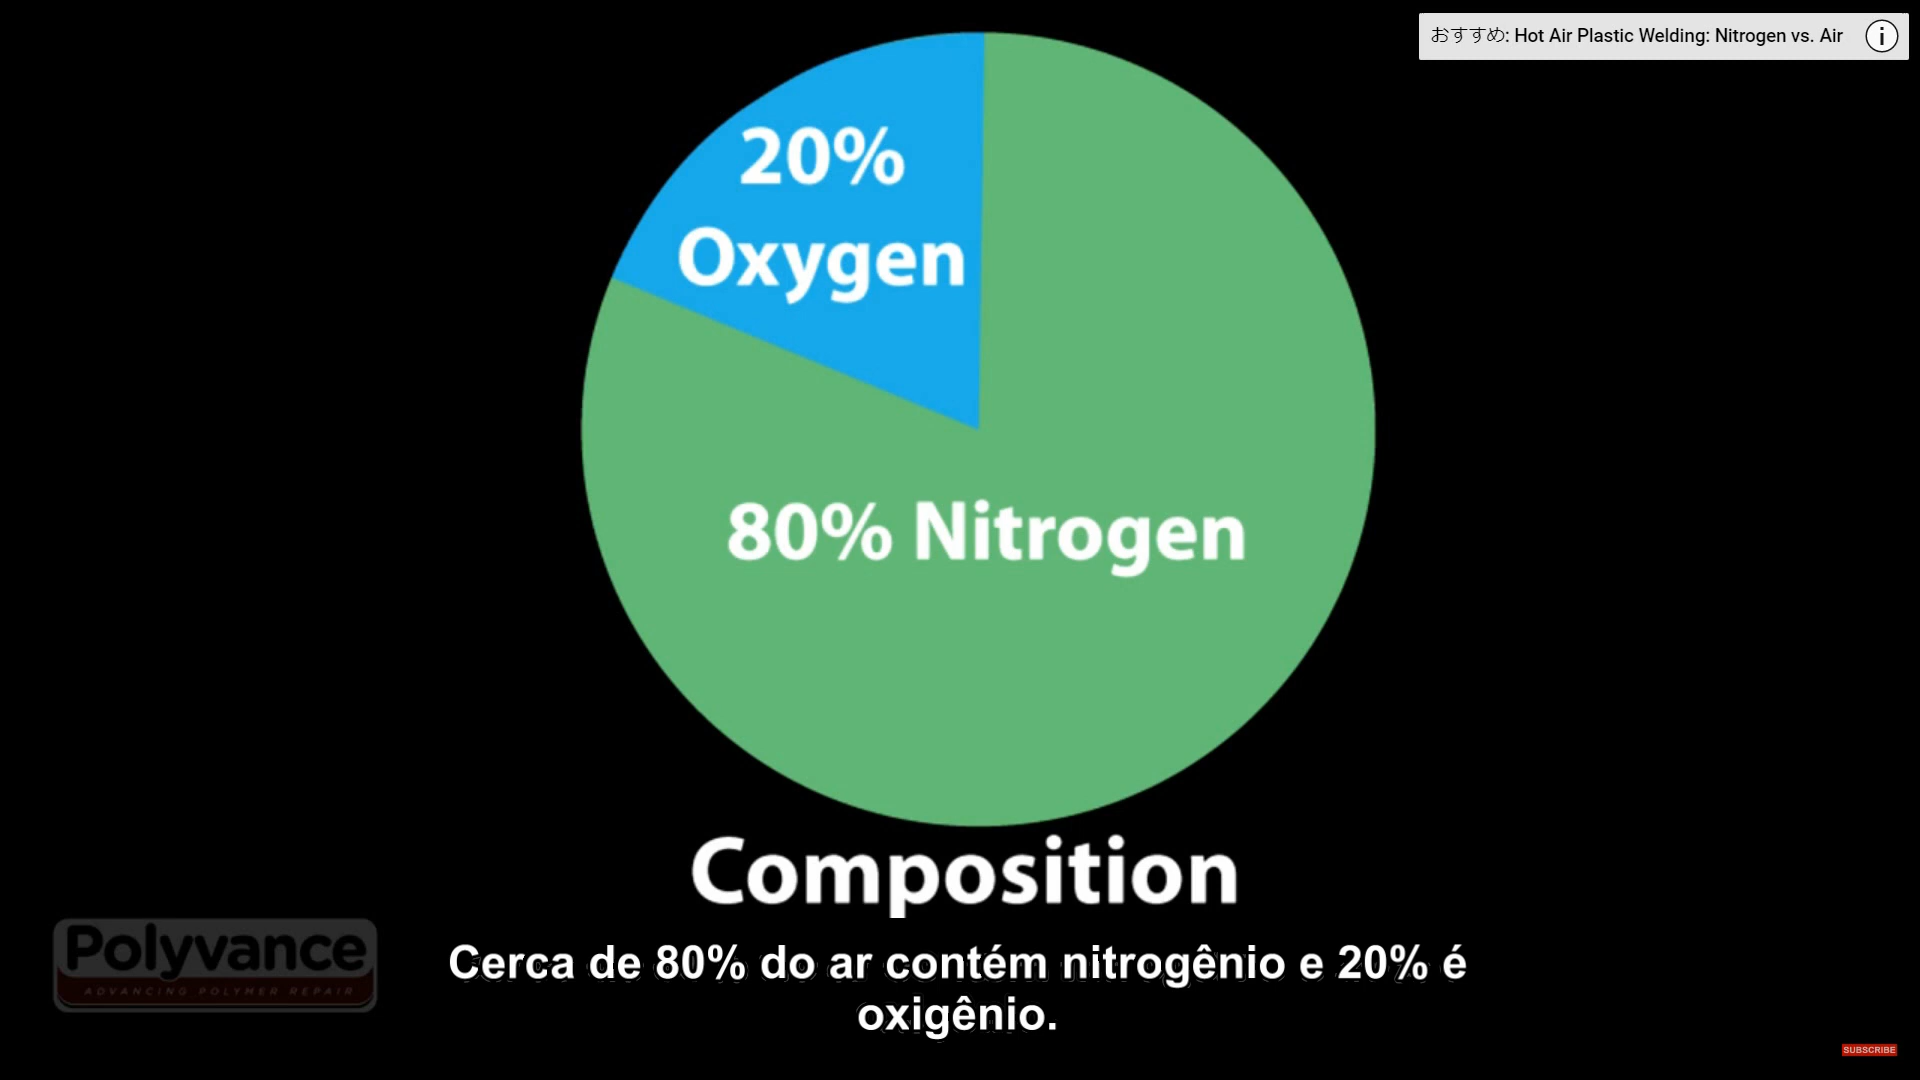 おすすめ: Hot Air Plastic Welding: Nitrogen vs. Air
20%
Oxygen
80% Nitrogen
Composition
Polyvance
ADVANCING POLYMER REPAIR
Cerca de 80% do ar contém nitrogênio e 20% é
oxigênio.
SUBSCRIBE